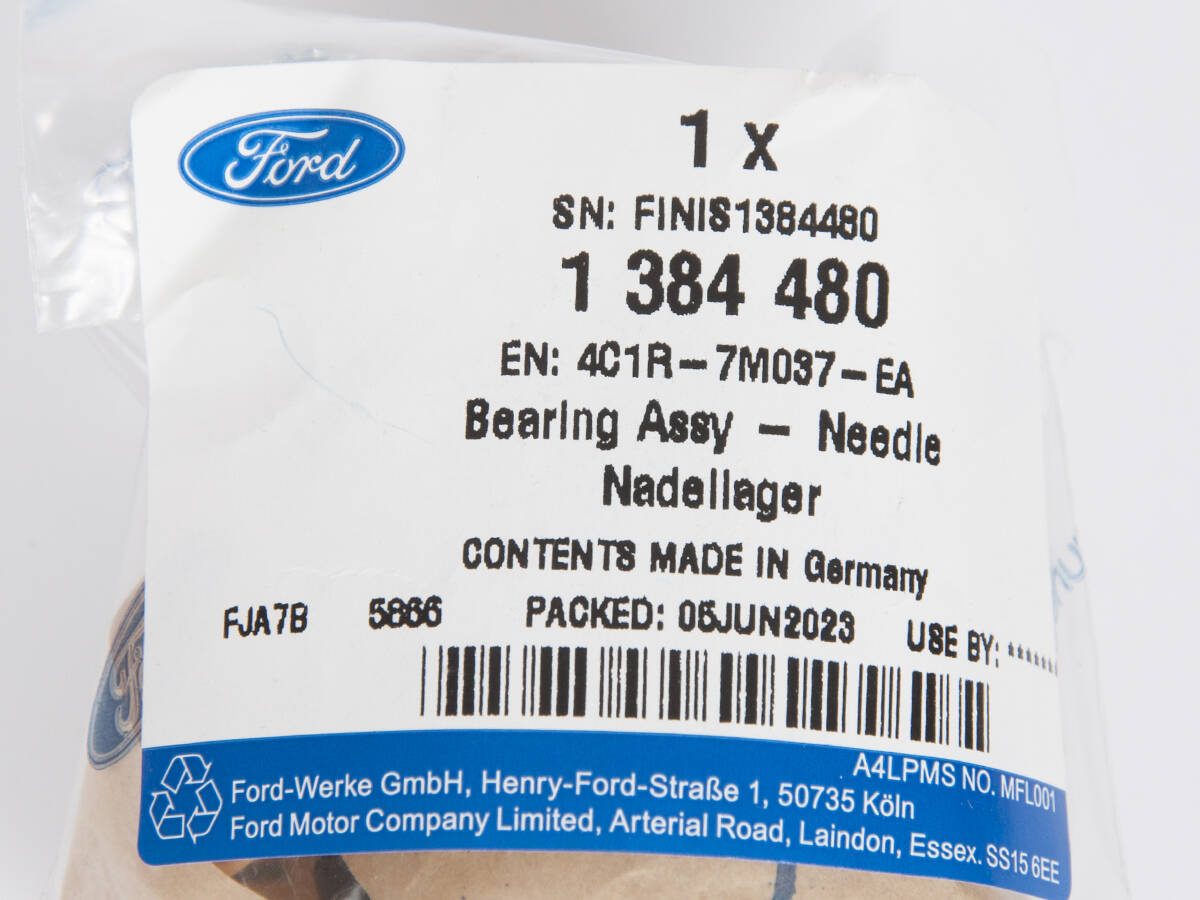 Ford
1 x
SN: FINIS1384480
1 384 480
EN: 4C1R-7M037-EA
Bearing Assy - Needle
Nadellager
CONTENTS MADE IN Germany
FJA7B 5866 PACKED: 05JUN2023 USE BY: *******
A4LPMS NO. MFL001
Ford-Werke GmbH, Henry-Ford-Straße 1, 50735 Köln
Ford Motor Company Limited, Arterial Road, Laindon, Essex. SS15 6EE